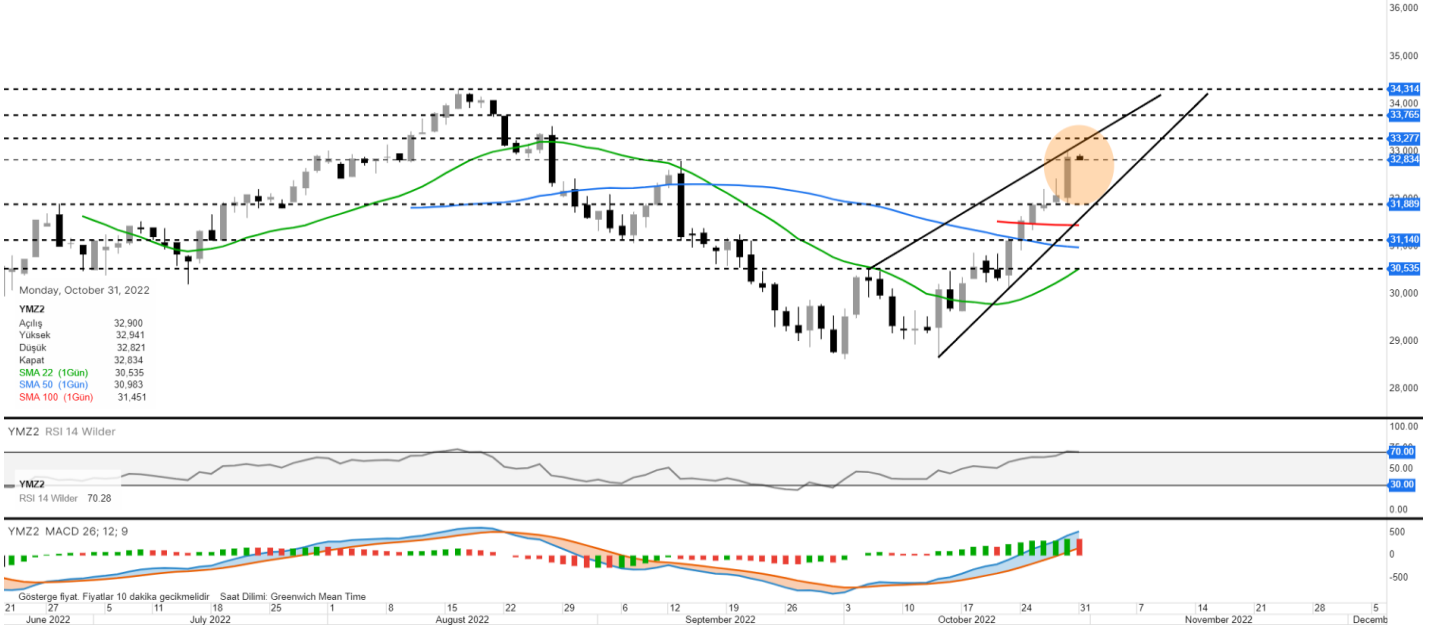 36,000
35,000
34,314
34,000
33,765
33,277
33,000
32,834
31,889
31,140
30,535
30,000
29,000
28,000
Monday, October 31, 2022
YMZ2
Açılış 32,900
Yüksek 32,941
Düşük 32,821
Kapat 32,834
SMA 22 (1Gün) 30,535
SMA 50 (1Gün) 30,983
SMA 100 (1Gün) 31,451
YMZ2 RSI 14 Wilder
100.00
70.00
50.00
30.00
0.00
YMZ2
RSI 14 Wilder 70.28
YMZ2 MACD 26; 12; 9
500
0
-500
Gösterge fiyat. Fiyatlar 10 dakika gecikmelidir Saat Dilimi: Greenwich Mean Time
21 27 5 11 18 25 1 8 15 22 29 6 12 19 26 3 10 17 24 31 7 14 21 28 5
June 2022 July 2022 August 2022 September 2022 October 2022 November 2022 Decemb